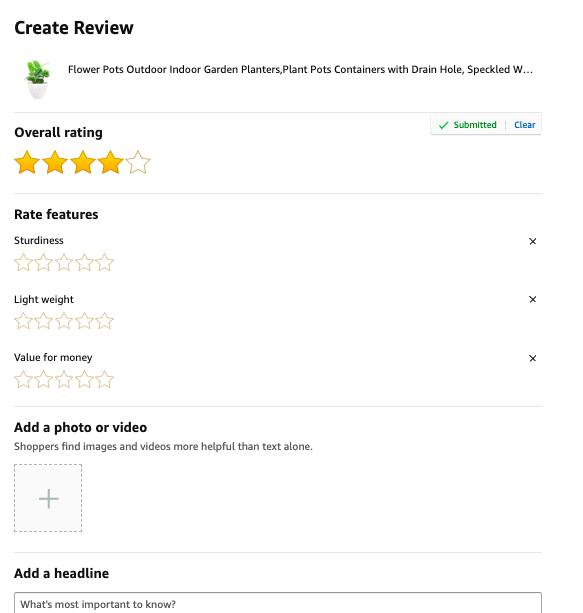 Create Review
Flower Pots Outdoor Indoor Garden Planters,Plant Pots Containers with Drain Hole, Speckled W...
Overall rating
Submitted
Clear
Rate features
Sturdiness
Light weight
Value for money
Add a photo or video
Shoppers find images and videos more helpful than text alone.
Add a headline
What's most important to know?